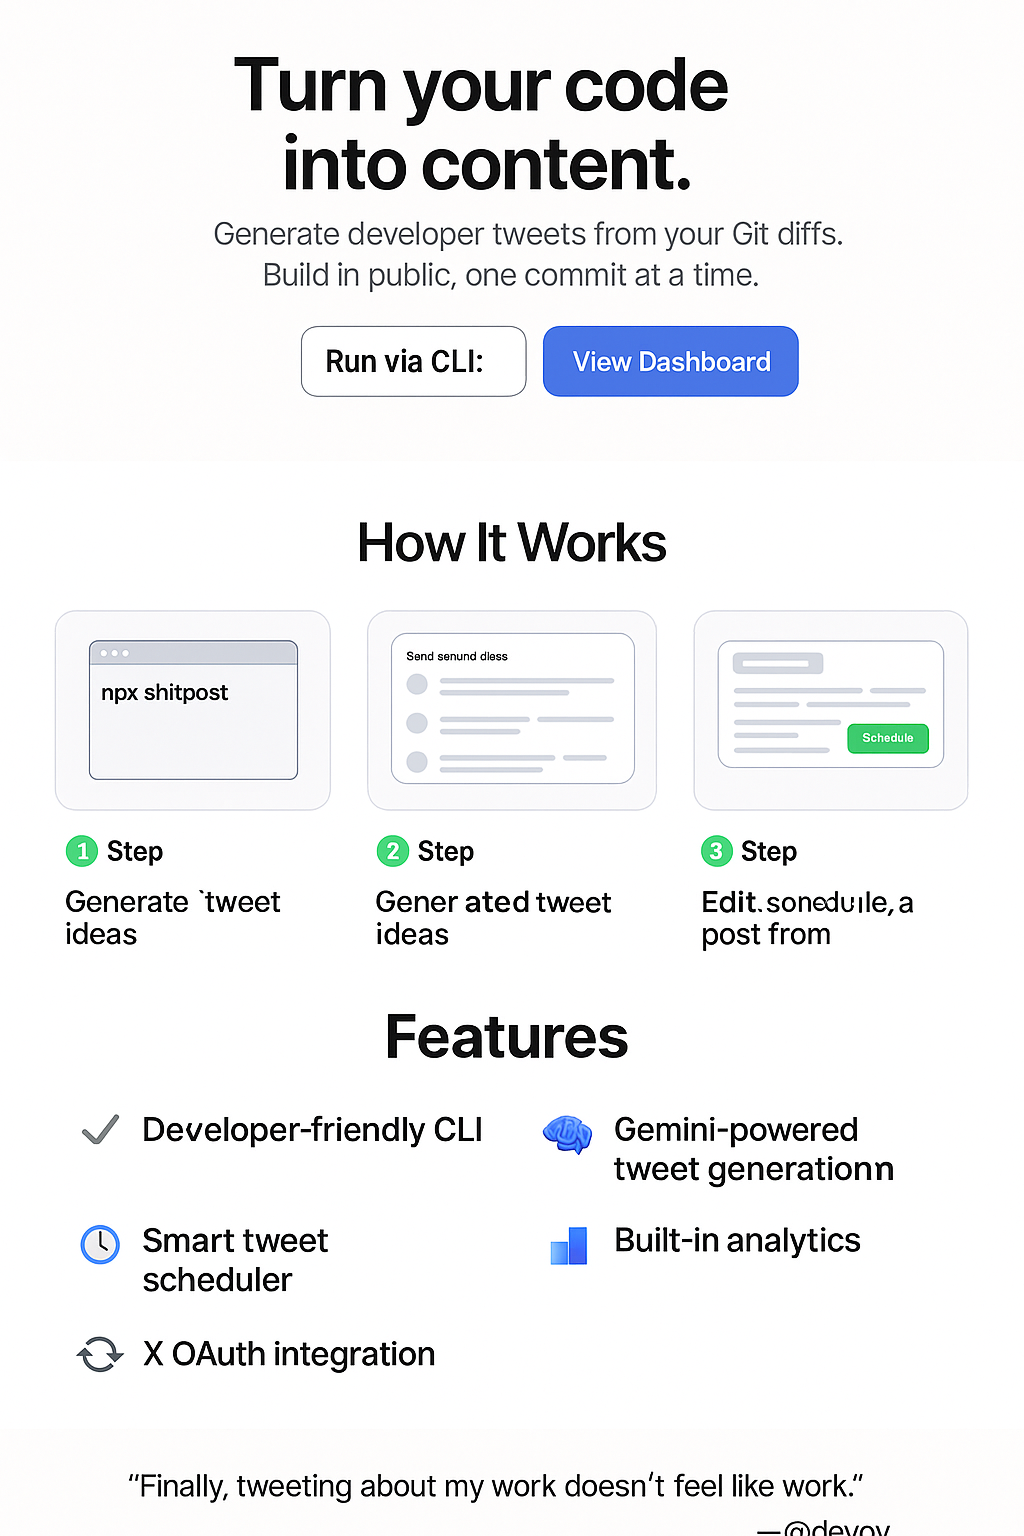 Turn your code
into content.
Generate developer tweets from your Git diffs.
Build in public, one commit at a time.
Run via CLI:
View Dashboard
How It Works
npx shitpost
Send senund dless
Schedule
1 Step
Generate `tweet
ideas
2 Step
Gener ated tweet
ideas
3 Step
Edit. a
post from
Features
Developer-friendly CLI
Gemini-powered
tweet generationn
Smart tweet
scheduler
Built-in analytics
X OAuth integration
“Finally, tweeting about my work doesn‘t feel like work.“
—@devov